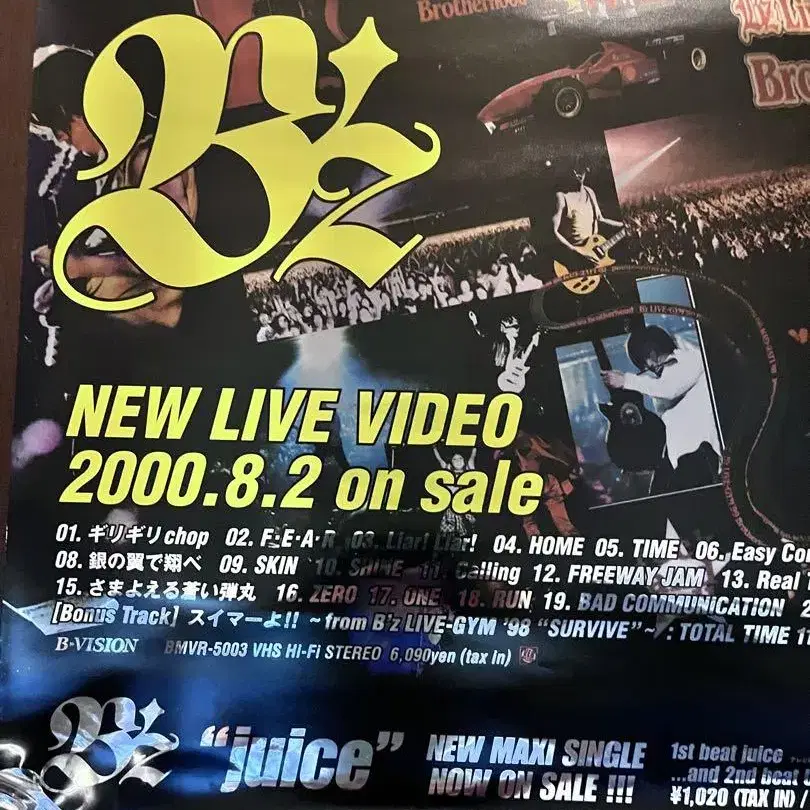 Brotherhood
B'z Li
Bro
B'z
NEW LIVE VIDEO
2000.8.2 on sale
01. ギリギリchop 02. F・E・A・R 03. Liar! Liar! 04. HOME 05. TIME 06. Easy Co
08. 銀の翼で翔べ 09. SKIN 10. SHINE 11. Calling 12. FREEWAY JAM 13. Real
15. さまよえる蒼い弾丸 16. ZERO 17. ONE 18. RUN 19. BAD COMMUNICATION 2
[Bonus Track] スイマーよ!! ~from B'z LIVE-GYM '98 "SURVIVE"~ : TOTAL TIME 1
B-VISION BMVR-5003 VHS HI-FI STEREO 6,090yen (tax in)
B'z "juice" NEW MAXI SINGLE
NOW ON SALE !!!
1st beat juice
...and 2nd beat
¥1,020 (TAX IN) /